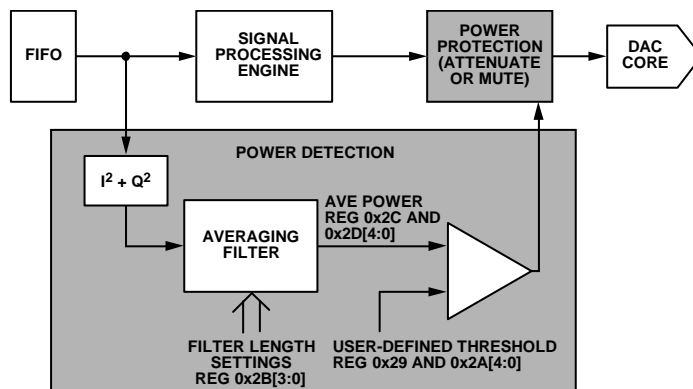 FIFO
SIGNAL
PROCESSING
ENGINE
POWER
PROTECTION
(ATTENUATE
OR MUTE)
DAC
CORE
POWER DETECTION
I² + Q²
AVERAGING
FILTER
AVE POWER
REG 0x2C AND
0x2D[4:0]
FILTER LENGTH
SETTINGS
REG 0x2B[3:0]
USER-DEFINED THRESHOLD
REG 0x29 AND 0x2A[4:0]